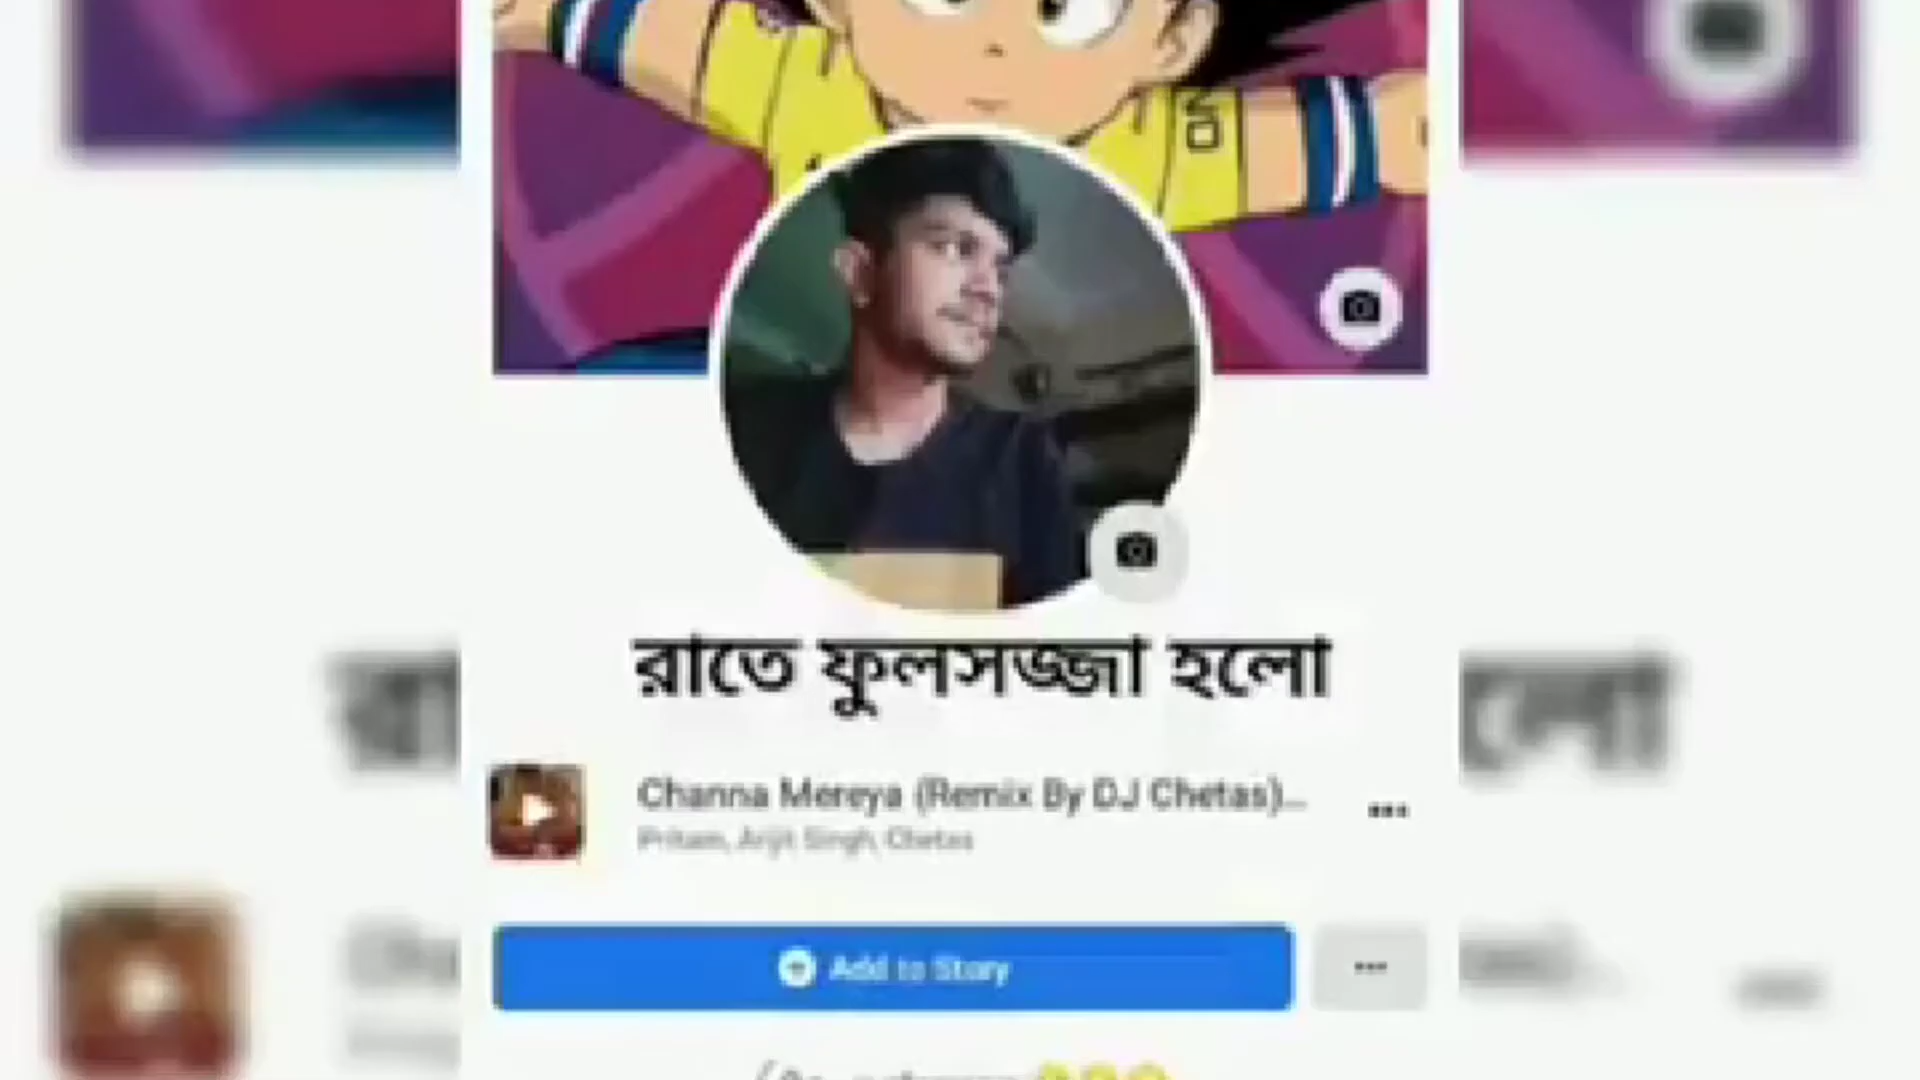 রাতে ফুলসজ্জা হলো
Channa Mereya (Remix By DJ Chetas)...
Pritam, Arijit Singh, Chetas
Add to Story